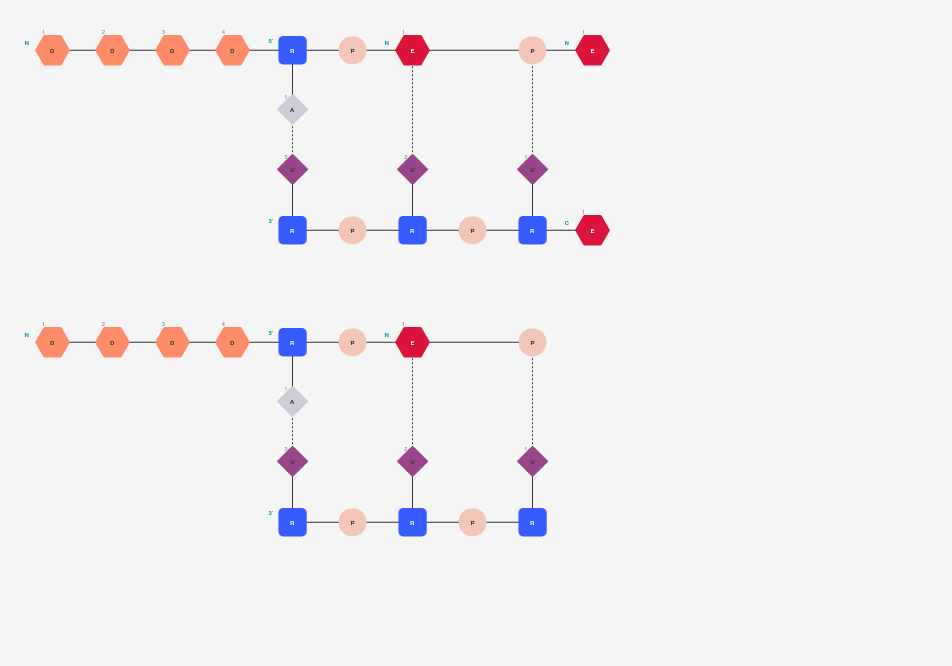 1 2 3 4 1 1
N D D D D 5' R P N E P N E
1
A
3 2 1
U U U
1
3' R P R P R C E
1 2 3 4 1
N D D D D 5' R P N E P
1
A
3 2 1
U U U
3' R P R P R